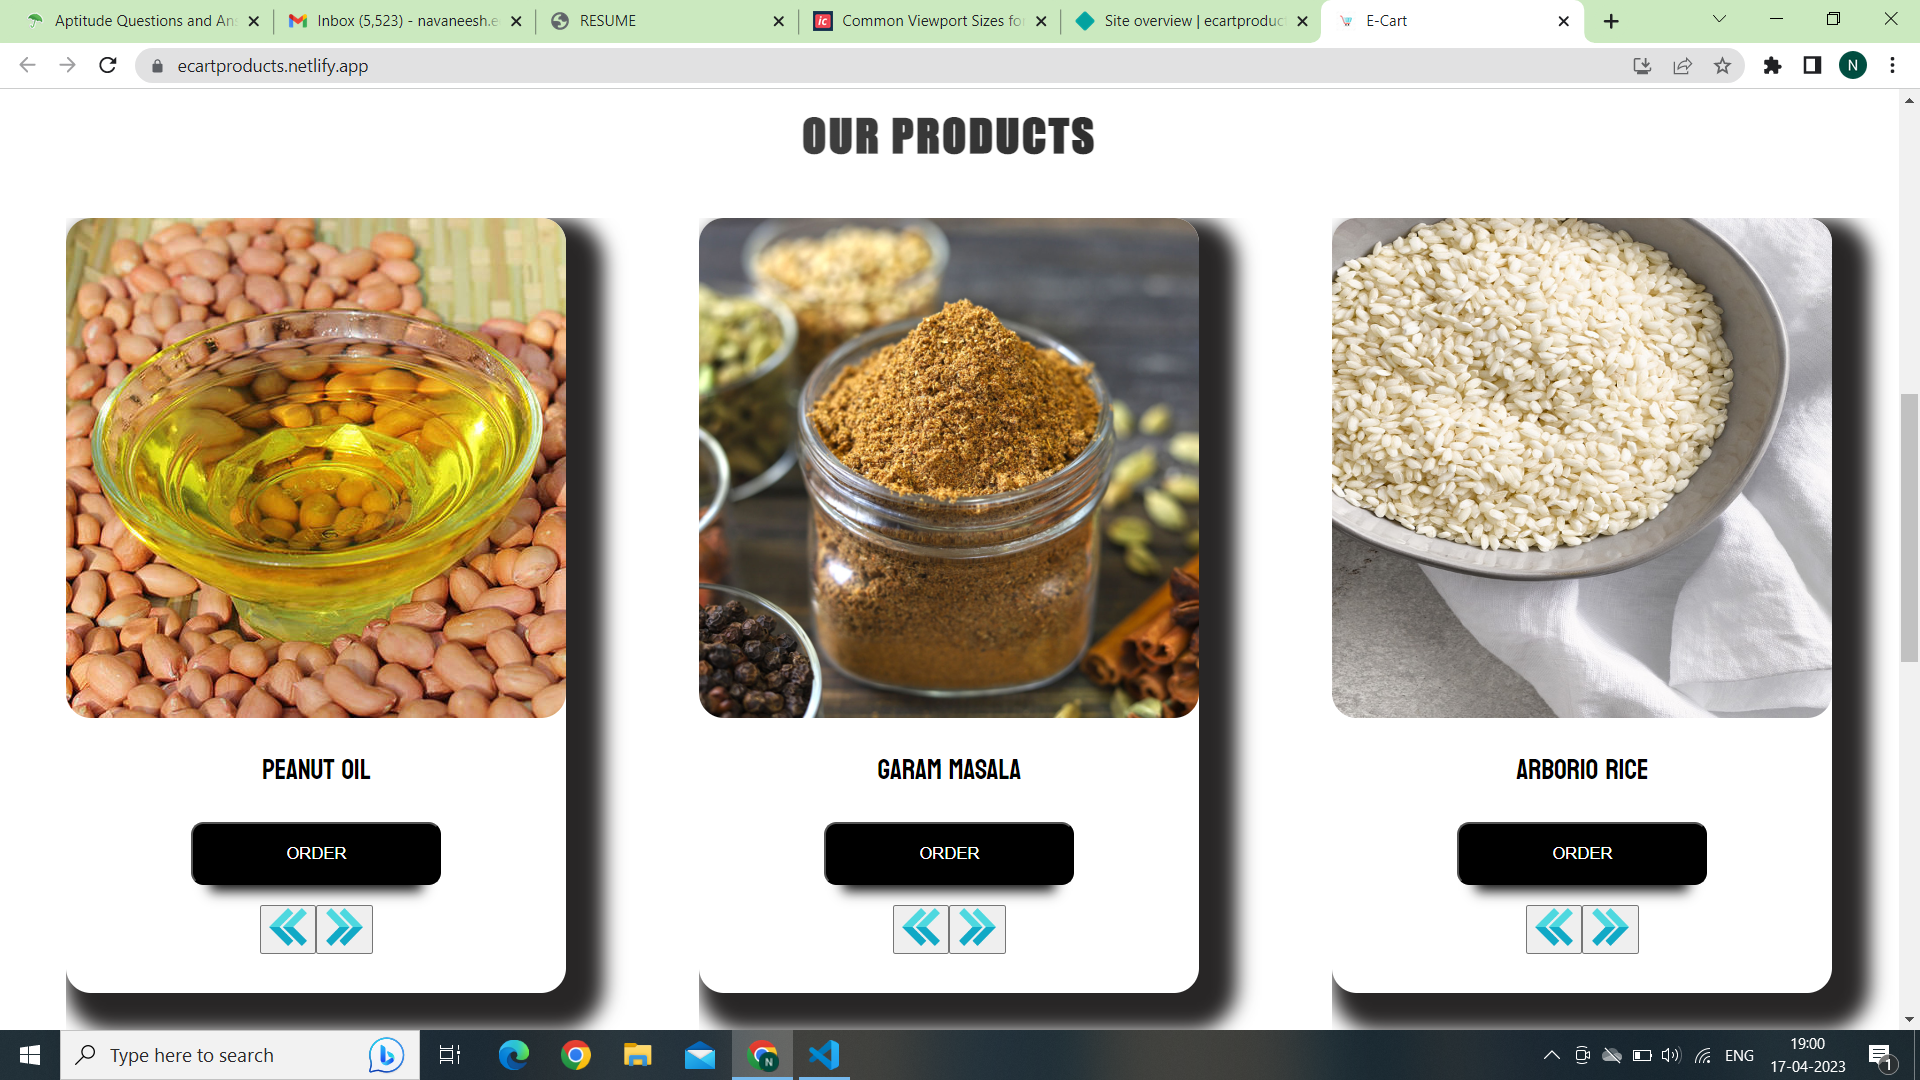 Aptitude Questions and An
Inbox (5,523) - navaneesh.e
RESUME
Common Viewport Sizes fo
Site overview | ecartproduc
E-Cart
ecartproducts.netlify.app
N
OUR PRODUCTS
PEANUT OIL
GARAM MASALA
ARBORIO RICE
ORDER
ORDER
ORDER
Type here to search
N
ENG
19:00
17-04-2023
1